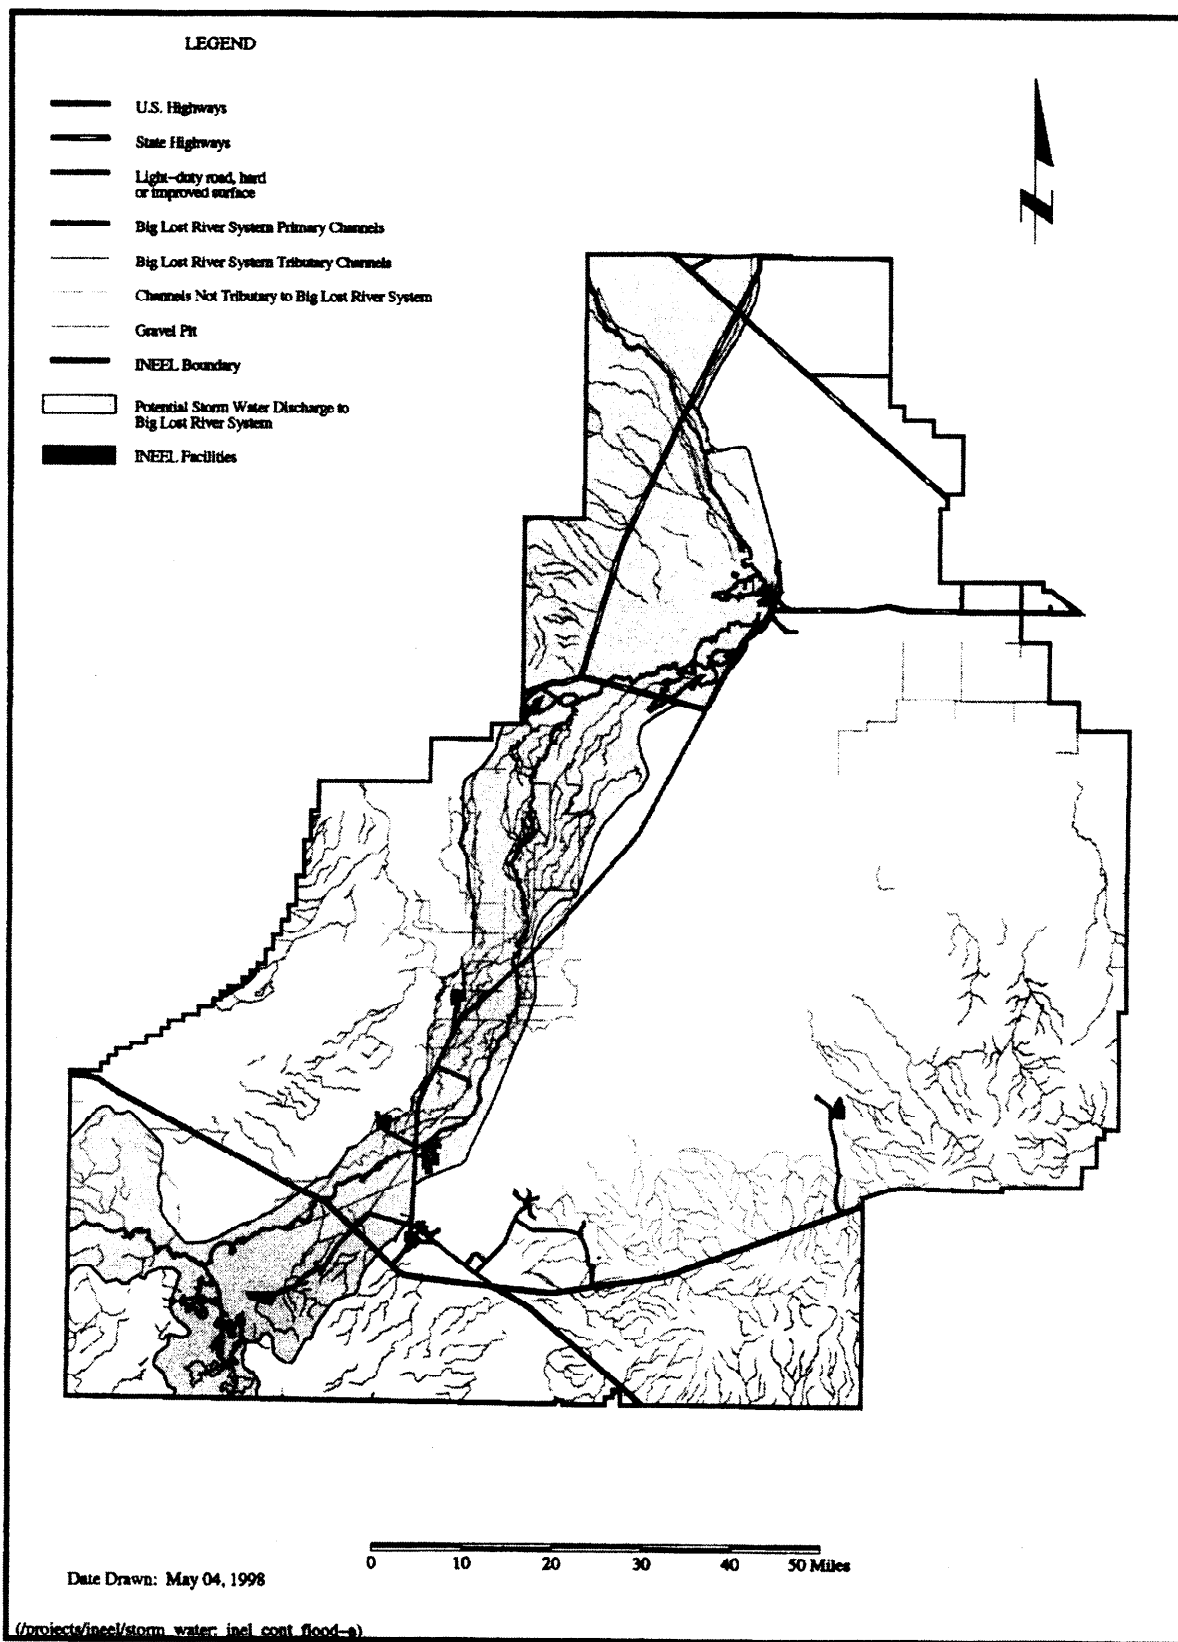 LEGEND
U.S. Highways
State Highways
Light-duty road, hard
or improved surface
Big Lost River System Primary Channels
Big Lost River System Tributary Channels
Channels Not Tributary to Big Lost River System
Gravel Pit
INEEL Boundary
Potential Storm Water Discharge to
Big Lost River System
INEEL Facilities
N
0 10 20 30 40 50 Miles
Date Drawn: May 04, 1998
(/projects/ineel/storm_water: inel_cont_flood-a)